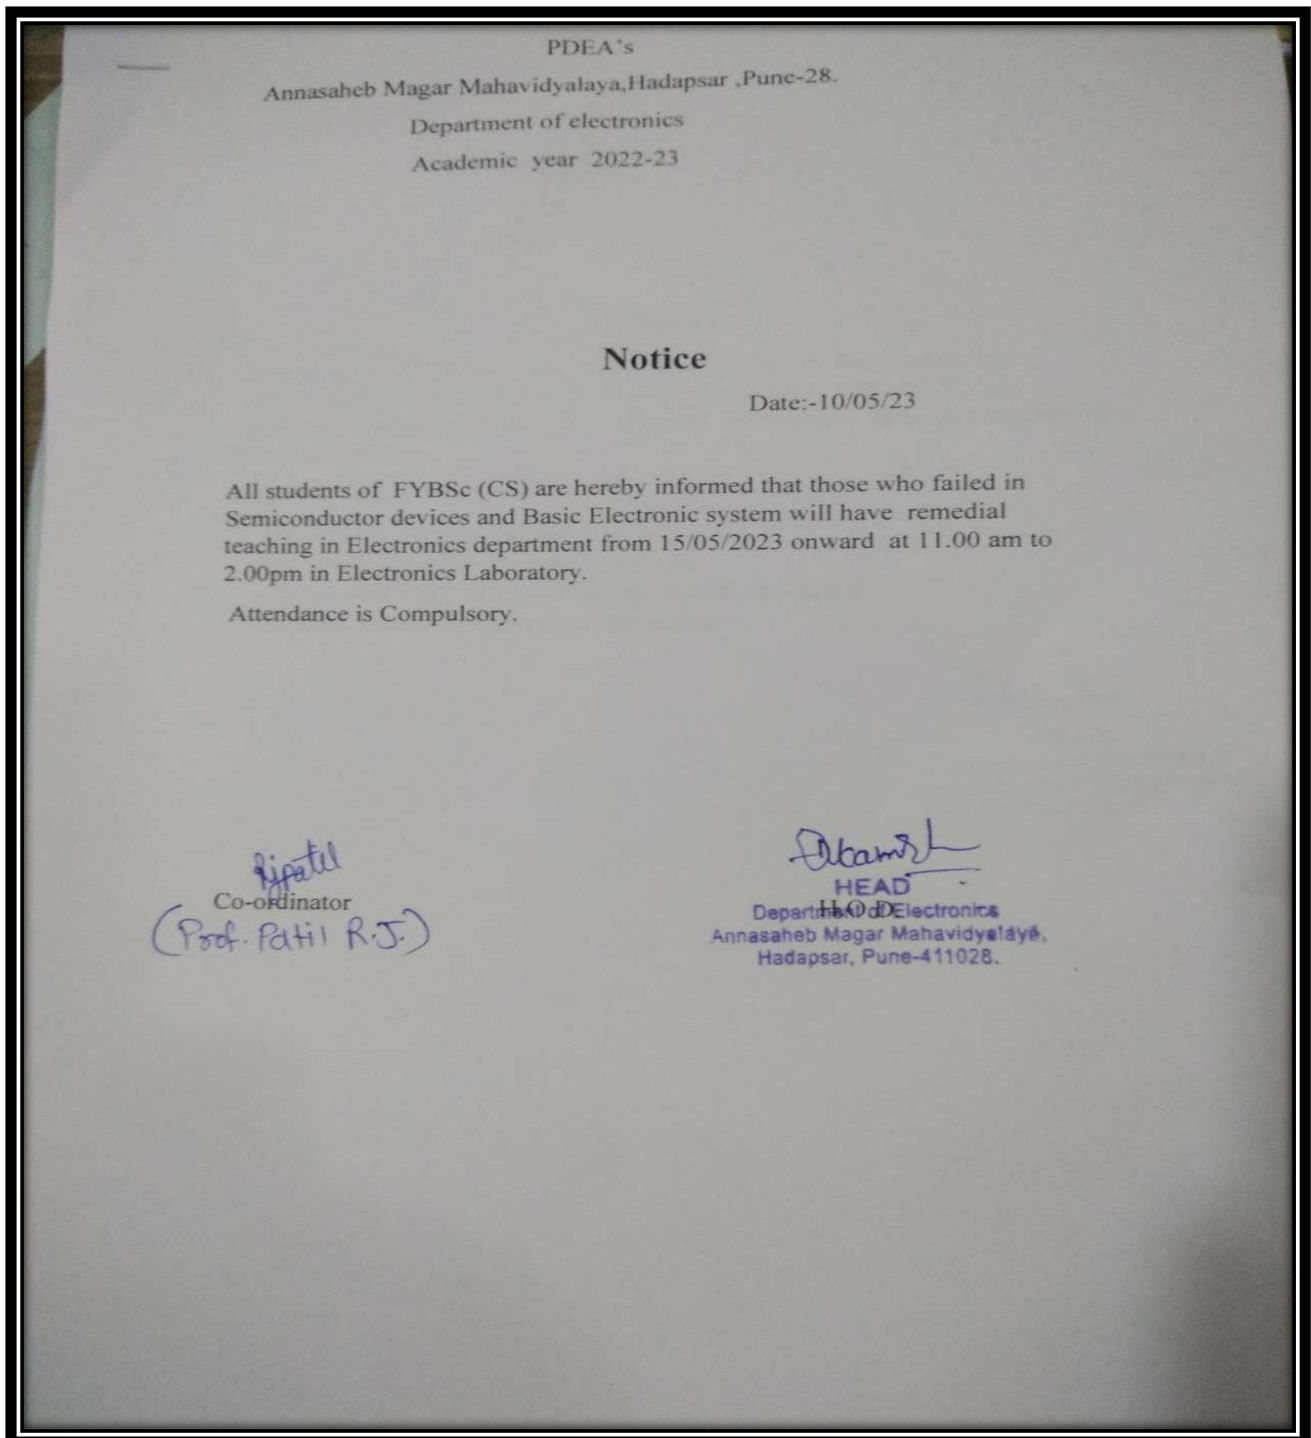 PDEA's
Annasaheb Magar Mahavidyalaya,Hadapsar ,Pune-28.
Department of electronics
Academic year 2022-23
Notice
Date:-10/05/23
All students of FYBSc (CS) are hereby informed that those who failed in
Semiconductor devices and Basic Electronic system will have remedial
teaching in Electronics department from 15/05/2023 onward at 11.00 am to
2.00pm in Electronics Laboratory.
Attendance is Compulsory.
Co-ordinator
(Prof. Patil R.J.)
HEAD
H.O.D
Department of Electronics
Annasaheb Magar Mahavidyalaya,
Hadapsar, Pune-411028.